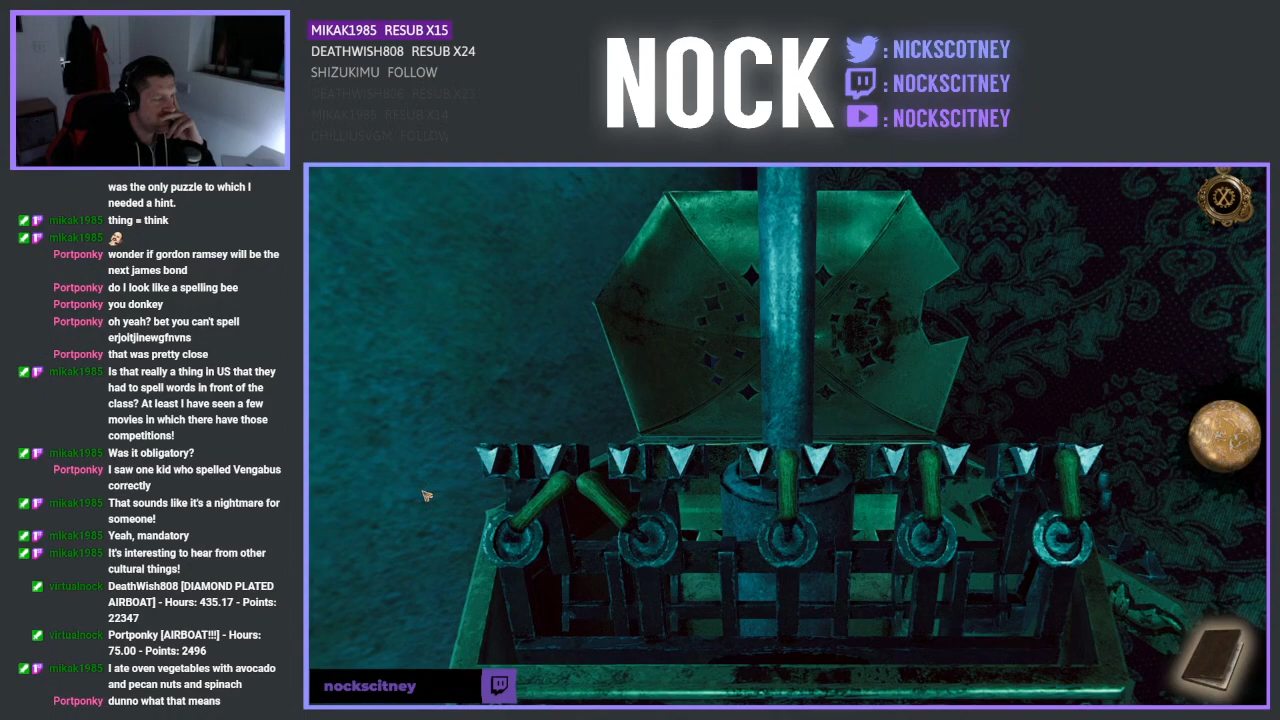 MIKAK1985 RESUB X15
DEATHWISH808 RESUB X24
SHIZUKIMU FOLLOW
DEATHWISH808 RESUB X23
MIKAK1985 RESUB X14
NOCK
: NICKSCOTNEY
: NOCKSCITNEY
: NOCKSCITNEY
was the only puzzle to which I
needed a hint.
mikak1985 thing = think
mikak1985
Portponky wonder if gordon ramsey will be the
next james bond
Portponky do I look like a spelling bee
Portponky you donkey
Portponky oh yeah? bet you can't spell
erjoitjinewgfnvns
Portponky that was pretty close
mikak1985 Is that really a thing in US that they
had to spell words in front of the
class? At least I have seen a few
movies in which there have those
competitions!
mikak1985 Was it obligatory?
Portponky I saw one kid who spelled Vengabus
correctly
mikak1985 That sounds like it's a nightmare for
someone!
mikak1985 Yeah, mandatory
mikak1985 It's interesting to hear from other
cultural things!
virtualnock DeathWish808 [DIAMOND PLATED
AIRBOAT] - Hours: 435.17 - Points:
22347
virtualnock Portponky [AIRBOAT!!!] - Hours:
75.00 - Points: 2496
mikak1985 I ate oven vegetables with avocado
and pecan nuts and spinach
Portponky dunno what that means
nockscitney